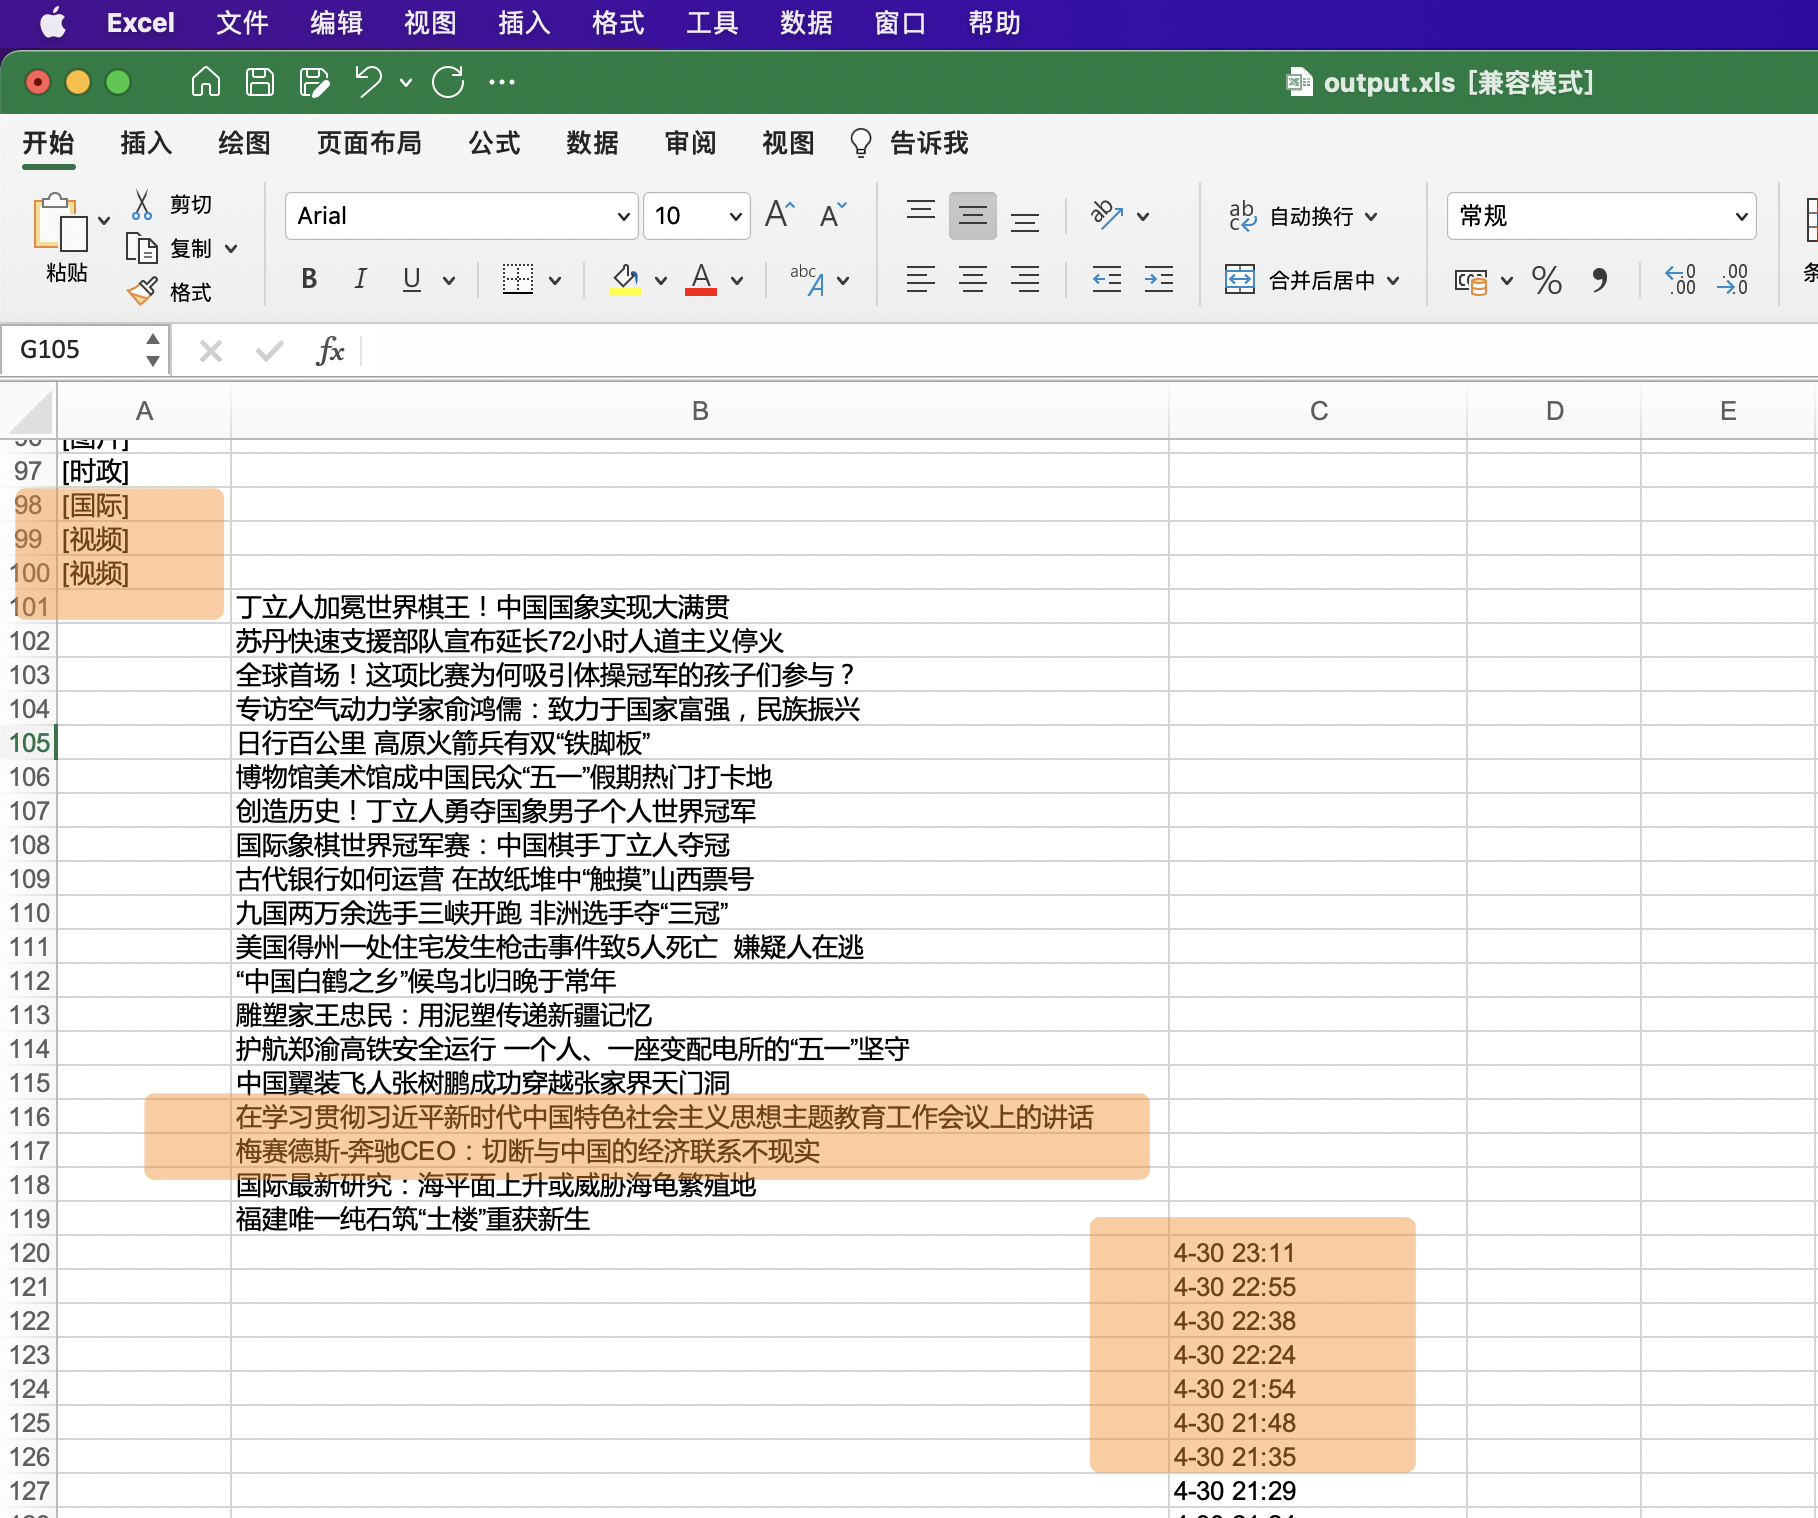 Excel 文件 编辑 视图 插入 格式 工具 数据 窗口 帮助
output.xls [兼容模式]
开始 插入 绘图 页面布局 公式 数据 审阅 视图 告诉我
粘贴
剪切
复制
格式
Arial
10
B I U
自动换行
合并后居中
常规
G105
fx
A B C D E
97 [时政]
98 [国际]
99 [视频]
100 [视频]
101 丁立人加冕世界棋王！中国国象实现大满贯
102 苏丹快速支援部队宣布延长72小时人道主义停火
103 全球首场！这项比赛为何吸引体操冠军的孩子们参与？
104 专访空气动力学家俞鸿儒：致力于国家富强，民族振兴
105 日行百公里 高原火箭兵有双“铁脚板”
106 博物馆美术馆成中国民众“五一”假期热门打卡地
107 创造历史！丁立人勇夺国象男子个人世界冠军
108 国际象棋世界冠军赛：中国棋手丁立人夺冠
109 古代银行如何运营 在故纸堆中“触摸”山西票号
110 九国两万余选手三峡开跑 非洲选手夺“三冠”
111 美国得州一处住宅发生枪击事件致5人死亡  嫌疑人在逃
112 “中国白鹤之乡”候鸟北归晚于常年
113 雕塑家王忠民：用泥塑传递新疆记忆
114 护航郑渝高铁安全运行 一个人、一座变配电所的“五一”坚守
115 中国翼装飞人张树鹏成功穿越张家界天门洞
116 在学习贯彻习近平新时代中国特色社会主义思想主题教育工作会议上的讲话
117 梅赛德斯-奔驰CEO：切断与中国的经济联系不现实
118 国际最新研究：海平面上升或威胁海龟繁殖地
119 福建唯一纯石筑“土楼”重获新生
120 4-30 23:11
121 4-30 22:55
122 4-30 22:38
123 4-30 22:24
124 4-30 21:54
125 4-30 21:48
126 4-30 21:35
127 4-30 21:29